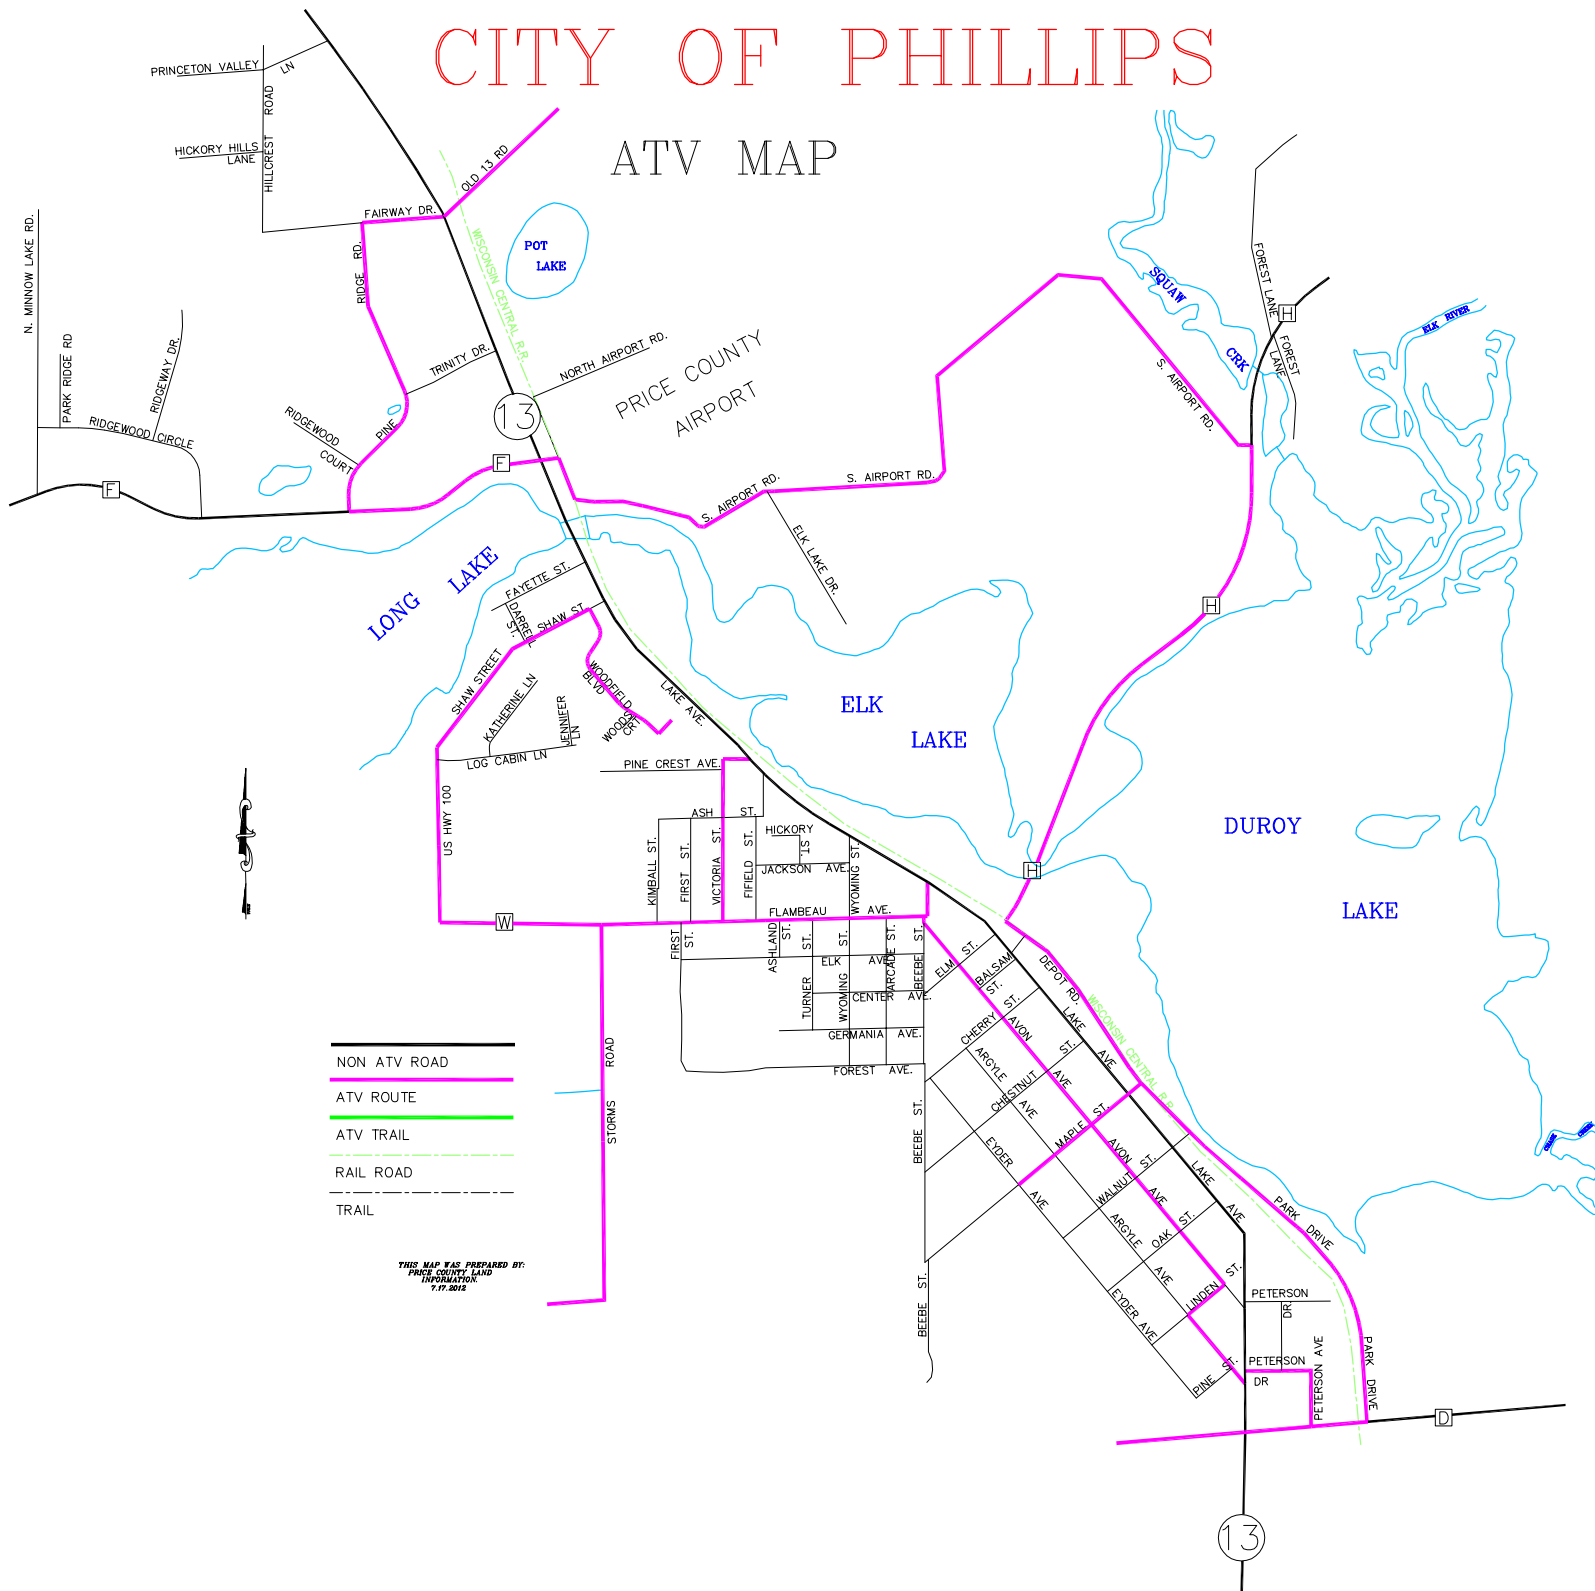 CITY OF PHILLIPS
ATV MAP
PRINCETON VALLEY
LN
HILLCREST ROAD
HICKORY HILLS
LANE
OLD 13 RD
FAIRWAY DR.
N. MINNOW LAKE RD.
RIDGE RD.
WISCONSIN CENTRAL R.R.
POT
LAKE
PARK RIDGE RD
RIDGEWAY DR.
RIDGEWOOD CIRCLE
TRINITY DR.
NORTH AIRPORT RD.
PRICE COUNTY
AIRPORT
13
RIDGEWOOD
COURT
PINE
F
F
S. AIRPORT RD.
S. AIRPORT RD.
S. AIRPORT RD.
ELK LAKE DR.
SQUAW
CRK
FOREST LANE
H
FOREST
LANE
ELK RIVER
LONG LAKE
FAYETTE ST.
DARRELL
ST.
SHAW ST.
H
SHAW STREET
KATHERINE LN
JENNIFER
LN
WOODFIELD
BLVD
WOODS
CRT
LAKE AVE.
LOG CABIN LN
PINE CREST AVE.
ELK
LAKE
US HWY 100
ASH ST.
KIMBALL ST.
FIRST ST.
VICTORIA ST.
FIFIELD ST.
HICKORY
ST.
JACKSON AVE.
WYOMING ST.
DUROY
LAKE
H
W
FLAMBEAU AVE.
FIRST
ST.
ASHLAND
ST.
TURNER ST.
WYOMING ST.
ARCADE ST.
BEEBE ST.
ELK AVE.
CENTER AVE.
GERMANIA AVE.
FOREST AVE.
ELM ST.
BALSAM
ST.
CHERRY ST.
DEPOT RD.
LAKE AVE
WISCONSIN CENTRAL R.R.
AVON AVE
ARGYLE AVE
CHESTNUT ST.
MAPLE ST.
EYDER AVE
BEEBE ST.
STORMS ROAD
AVON AVE
WALNUT ST.
LAKE AVE
ARGYLE AVE
OAK ST.
LINDEN ST.
PARK DRIVE
EYDER AVE
BEEBE ST.
PETERSON
DR.
PETERSON
DR
PETERSON AVE
PARK DRIVE
PINE ST.
D
13
CREEK
NON ATV ROAD
ATV ROUTE
ATV TRAIL
RAIL ROAD
TRAIL
THIS MAP WAS PREPARED BY:
PRICE COUNTY LAND
INFORMATION.
7.17.2012